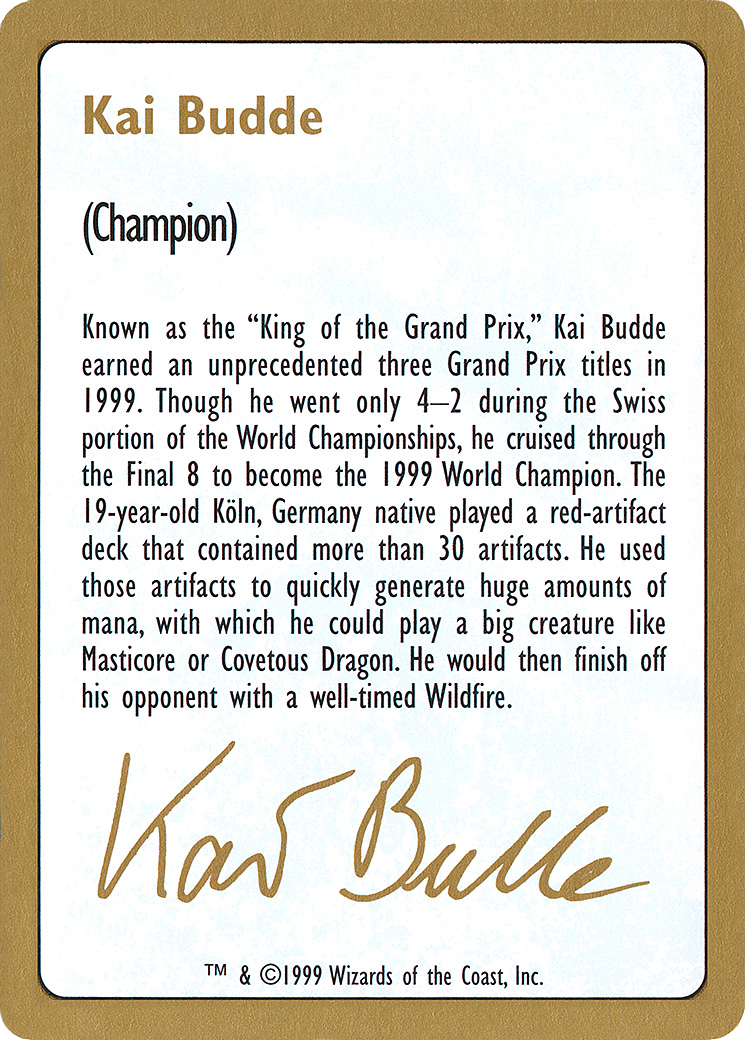 Kai Budde
(Champion)
Known as the “King of the Grand Prix,” Kai Budde
earned an unprecedented three Grand Prix titles in
1999. Though he went only 4–2 during the Swiss
portion of the World Championships, he cruised through
the Final 8 to become the 1999 World Champion. The
19-year-old Köln, Germany native played a red-artifact
deck that contained more than 30 artifacts. He used
those artifacts to quickly generate huge amounts of
mana, with which he could play a big creature like
Masticore or Covetous Dragon. He would then finish off
his opponent with a well-timed Wildfire.
Kai Budde
™ & ©1999 Wizards of the Coast, Inc.